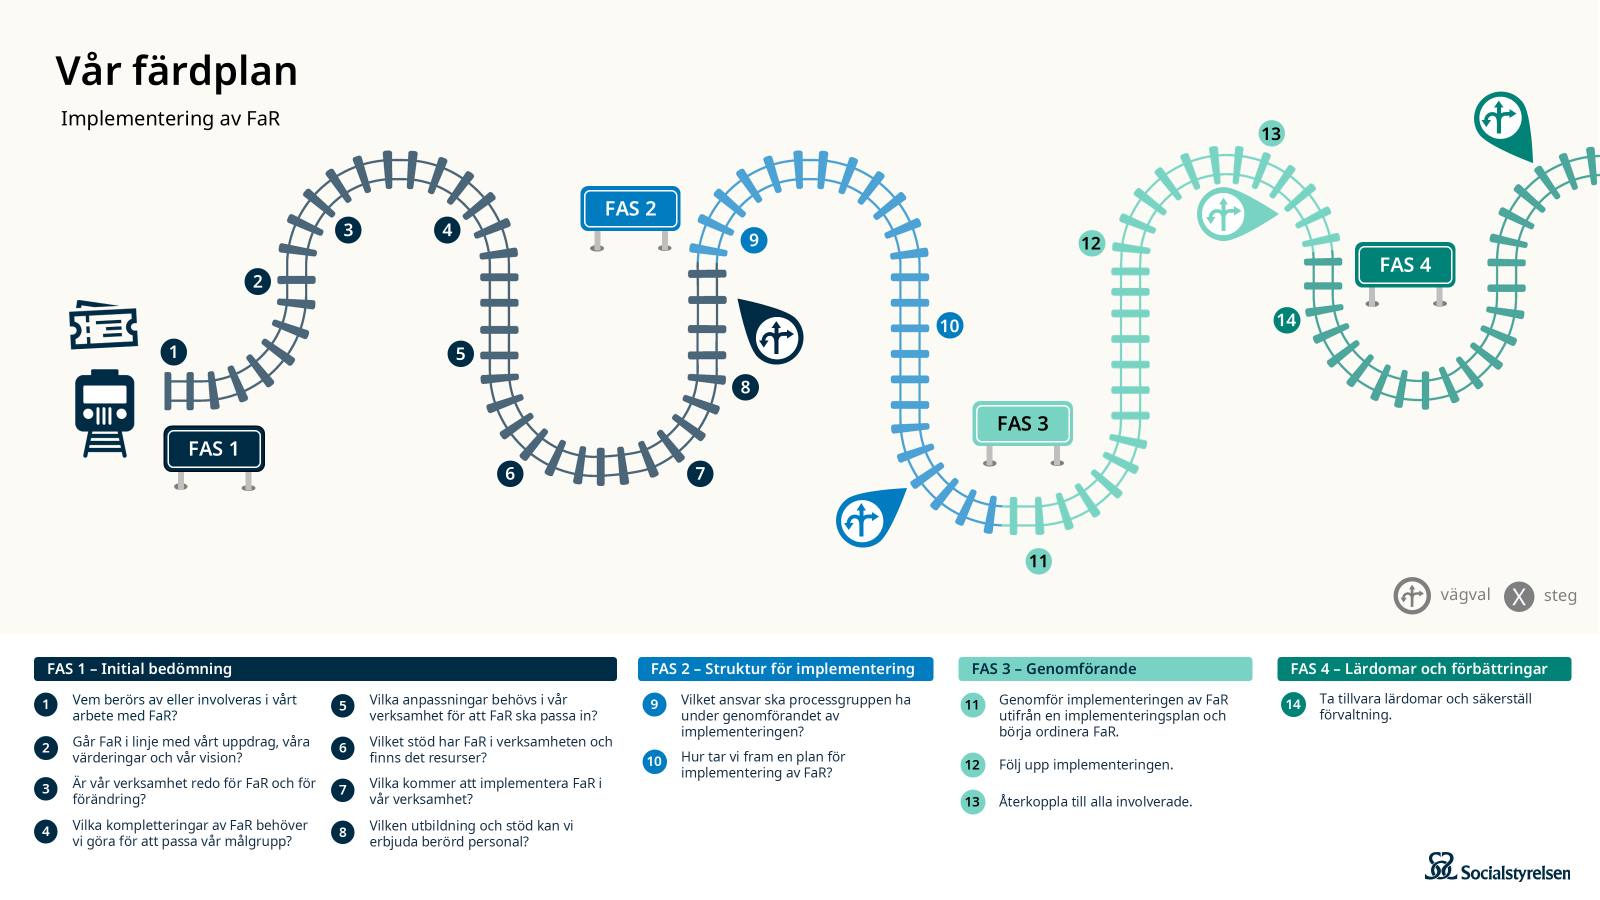 Vår färdplan
Implementering av FaR
1
2
3
4
5
6
7
8
9
10
11
12
13
14
FAS 1
FAS 2
FAS 3
FAS 4
vägval
X
steg
FAS 1 – Initial bedömning
1
Vem berörs av eller involveras i vårt
arbete med FaR?
2
Går FaR i linje med vårt uppdrag, våra
värderingar och vår vision?
3
Är vår verksamhet redo för FaR och för
förändring?
4
Vilka kompletteringar av FaR behöver
vi göra för att passa vår målgrupp?
5
Vilka anpassningar behövs i vår
verksamhet för att FaR ska passa in?
6
Vilket stöd har FaR i verksamheten och
finns det resurser?
7
Vilka kommer att implementera FaR i
vår verksamhet?
8
Vilken utbildning och stöd kan vi
erbjuda berörd personal?
FAS 2 – Struktur för implementering
9
Vilket ansvar ska processgruppen ha
under genomförandet av
implementeringen?
10
Hur tar vi fram en plan för
implementering av FaR?
FAS 3 – Genomförande
11
Genomför implementeringen av FaR
utifrån en implementeringsplan och
börja ordinera FaR.
12
Följ upp implementeringen.
13
Återkoppla till alla involverade.
FAS 4 – Lärdomar och förbättringar
14
Ta tillvara lärdomar och säkerställ
förvaltning.
Socialstyrelsen